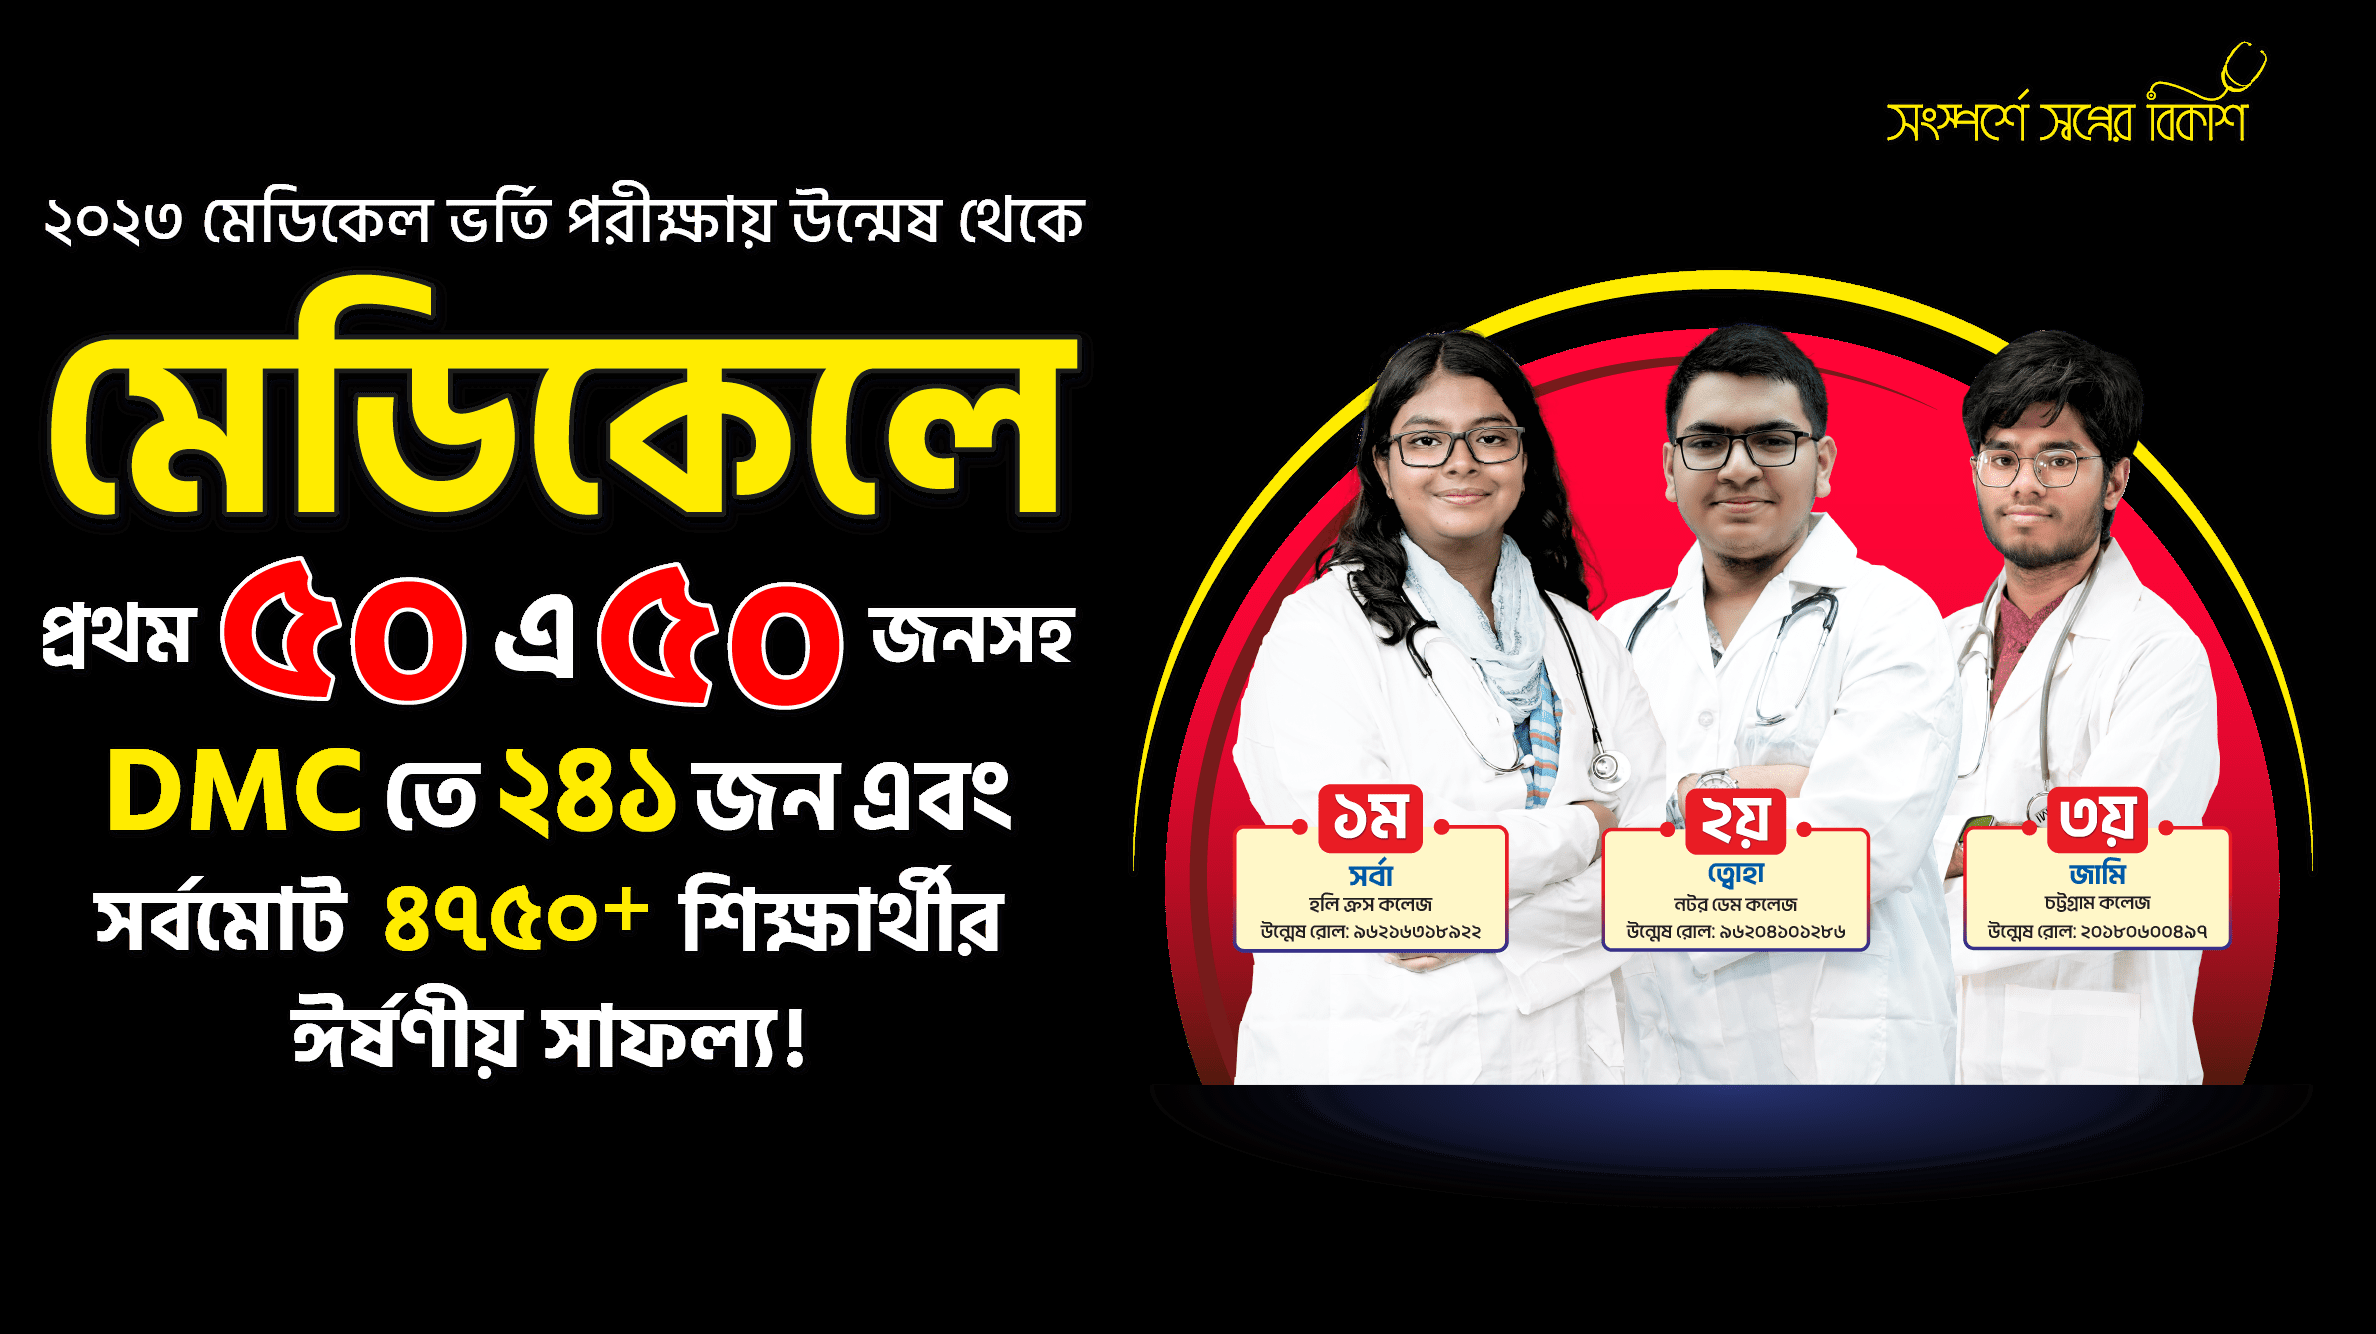 সংস্পর্শে স্বপ্নের বিকাশ
২০২৩ মেডিকেল ভর্তি পরীক্ষায় উন্মেষ থেকে
মেডিকেলে
প্রথম ৫০ এ ৫০ জনসহ
DMC তে ২৪১ জন এবং
সর্বমোট ৪৭৫০+ শিক্ষার্থীর
ঈর্ষণীয় সাফল্য!
১ম
সর্বা
হলি ক্রস কলেজ
উন্মেষ রোল: ৯৬২১৬৩১৮৯২২
২য়
ত্বোহা
নটর ডেম কলেজ
উন্মেষ রোল: ৯৬২০৪১০১২৮৬
৩য়
জামি
চট্টগ্রাম কলেজ
উন্মেষ রোল: ২০১৮০৬০০৪৯৭